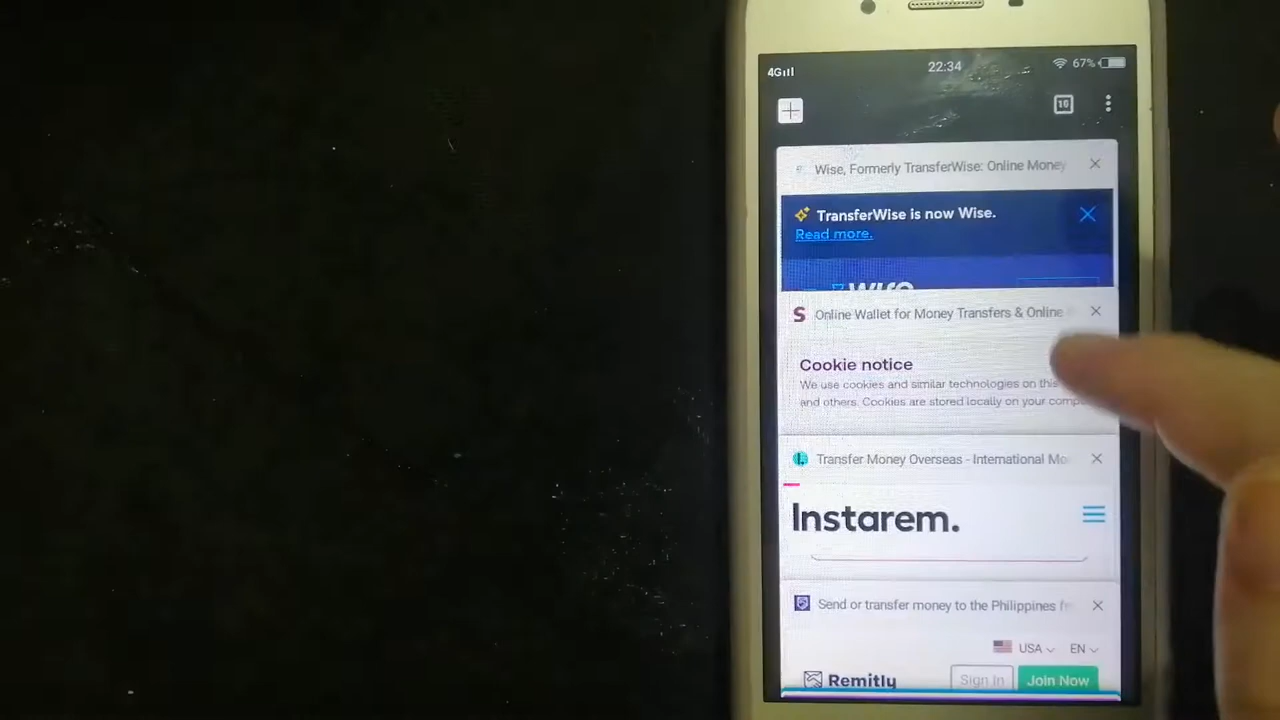 4G 22:34 67%
10
Wise, Formerly TransferWise: Online Money
TransferWise is now Wise.
Read more.
wise
S Online Wallet for Money Transfers & Online
Cookie notice
We use cookies and similar technologies on this
and others. Cookies are stored locally on your
Transfer Money Overseas - International Mo
Instarem.
Send or transfer money to the Philippines
USA EN
Remitly Sign In Join Now